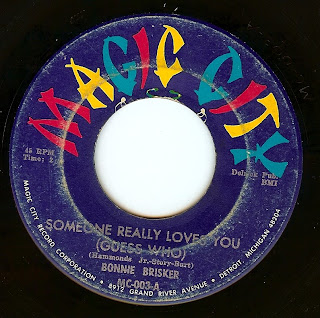 MAGIC CITY
45 RPM
Time: 2
Pub.
BMI
SOMEONE REALLY LOVES YOU
(GUESS WHO)
(Hammonds Jr.-Story-Burt)
BONNIE BRISKER
MC-003-A
MAGIC CITY RECORD CORPORATION • 8912 GRAND RIVER AVENUE • DETROIT, MICHIGAN 48204